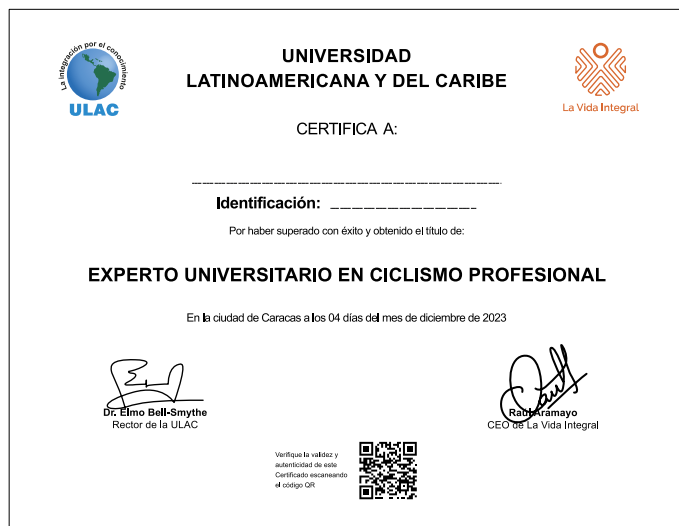 La integración por el conocimiento
ULAC
UNIVERSIDAD
LATINOAMERICANA Y DEL CARIBE
La Vida Integral
CERTIFICA A:
Identificación:
Por haber superado con éxito y obtenido el título de:
EXPERTO UNIVERSITARIO EN CICLISMO PROFESIONAL
En la ciudad de Caracas a los 04 días del mes de diciembre de 2023
Dr. Elmo Bell-Smythe
Rector de la ULAC
Raúl Aramayo
CEO de La Vida Integral
Verifique la validez y
autenticidad de este
Certificado escaneando
el código QR